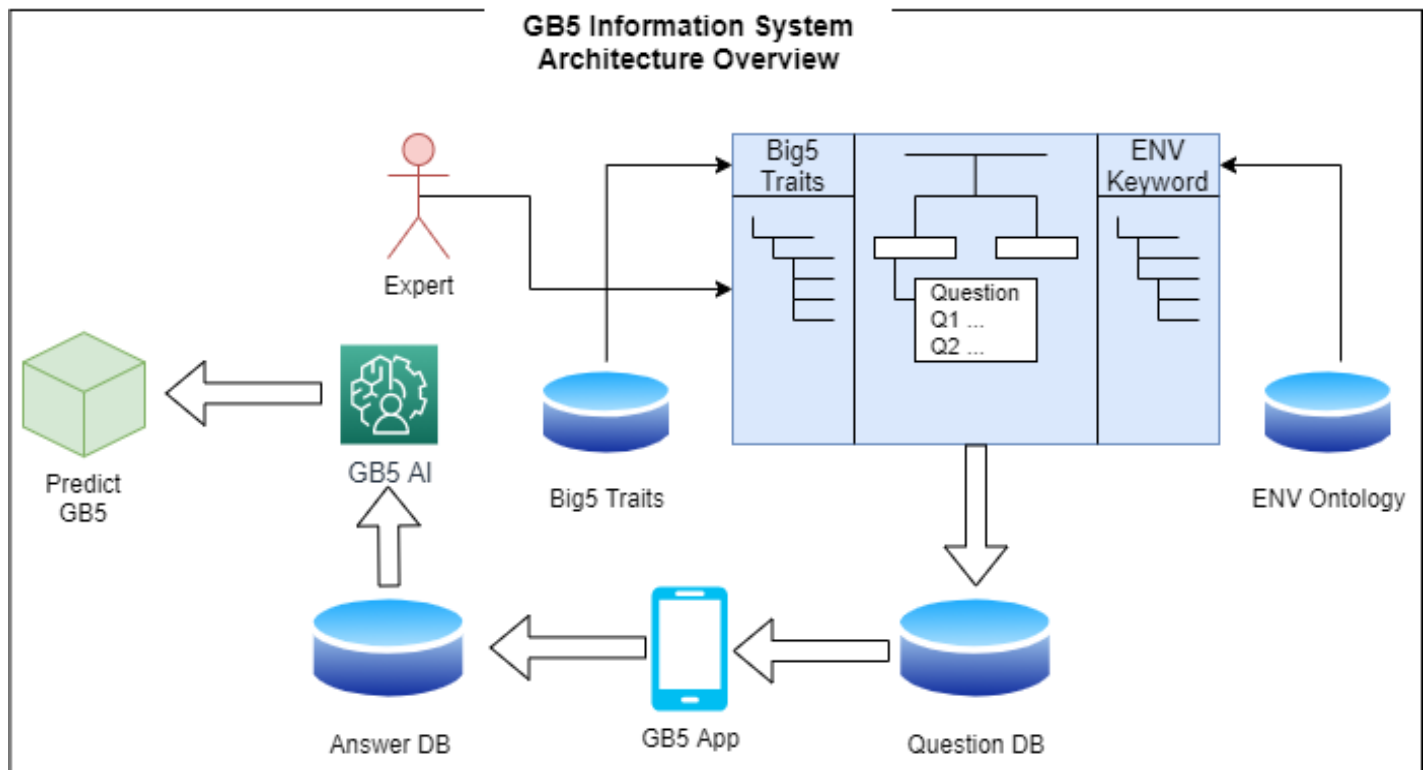 GB5 Information System
Architecture Overview
Big5
Traits
ENV
Keyword
Expert
Question
Q1 ...
Q2 ...
GB5 AI
Predict
GB5
Big5 Traits
ENV Ontology
Answer DB
GB5 App
Question DB